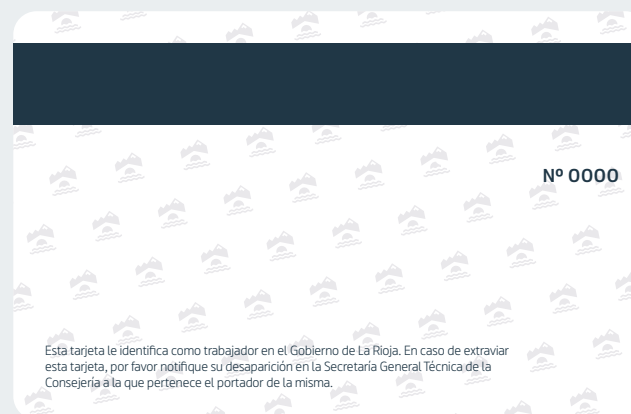 Nº 0000
Esta tarjeta le identifica como trabajador en el Gobierno de La Rioja. En caso de extraviar
esta tarjeta, por favor notifique su desaparición en la Secretaría General Técnica de la
Consejería a la que pertenece el portador de la misma.